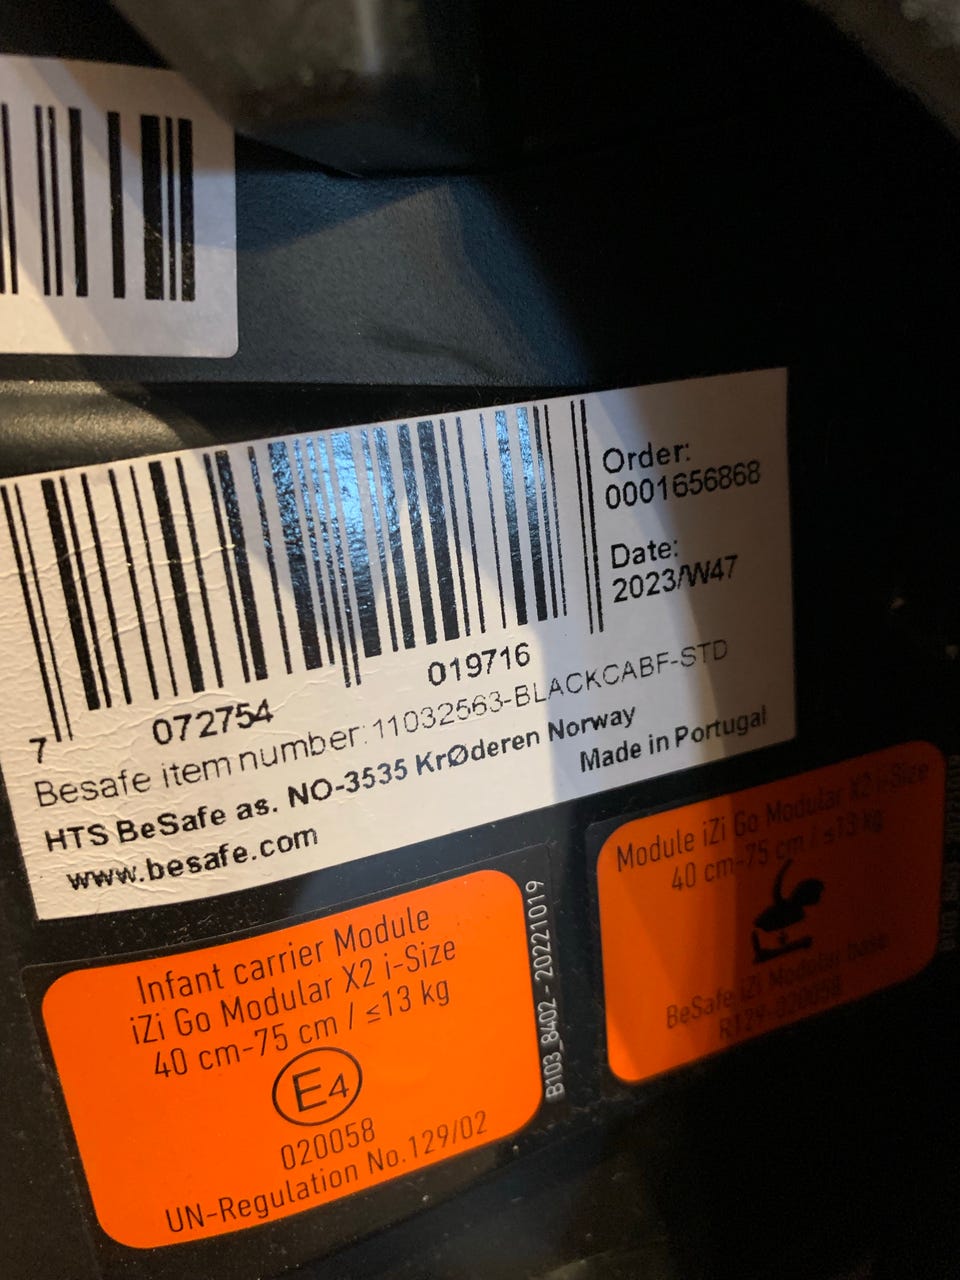 Order:
0001656868
Date:
2023/W47
7 072754 019716
Besafe item number: 11032563-BLACKCABF-STD
HTS BeSafe as. NO-3535 KrØderen Norway
www.besafe.com
Made in Portugal
Infant carrier Module
iZi Go Modular X2 i-Size
40 cm-75 cm / ≤13 kg
E4
020058
UN-Regulation No.129/02
B103_8402 - 20221019
Module iZi Go Modular X2 i-Size
40 cm-75 cm / ≤13 kg
BeSafe iZi Modular base
R129-020058